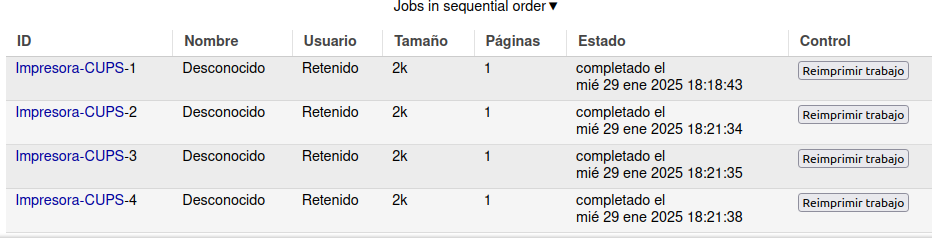 Jobs in sequential order▼
ID Nombre Usuario Tamaño Páginas Estado Control
Impresora-CUPS-1 Desconocido Retenido 2k 1 completado el Reimprimir trabajo
mié 29 ene 2025 18:18:43
Impresora-CUPS-2 Desconocido Retenido 2k 1 completado el Reimprimir trabajo
mié 29 ene 2025 18:21:34
Impresora-CUPS-3 Desconocido Retenido 2k 1 completado el Reimprimir trabajo
mié 29 ene 2025 18:21:35
Impresora-CUPS-4 Desconocido Retenido 2k 1 completado el Reimprimir trabajo
mié 29 ene 2025 18:21:38